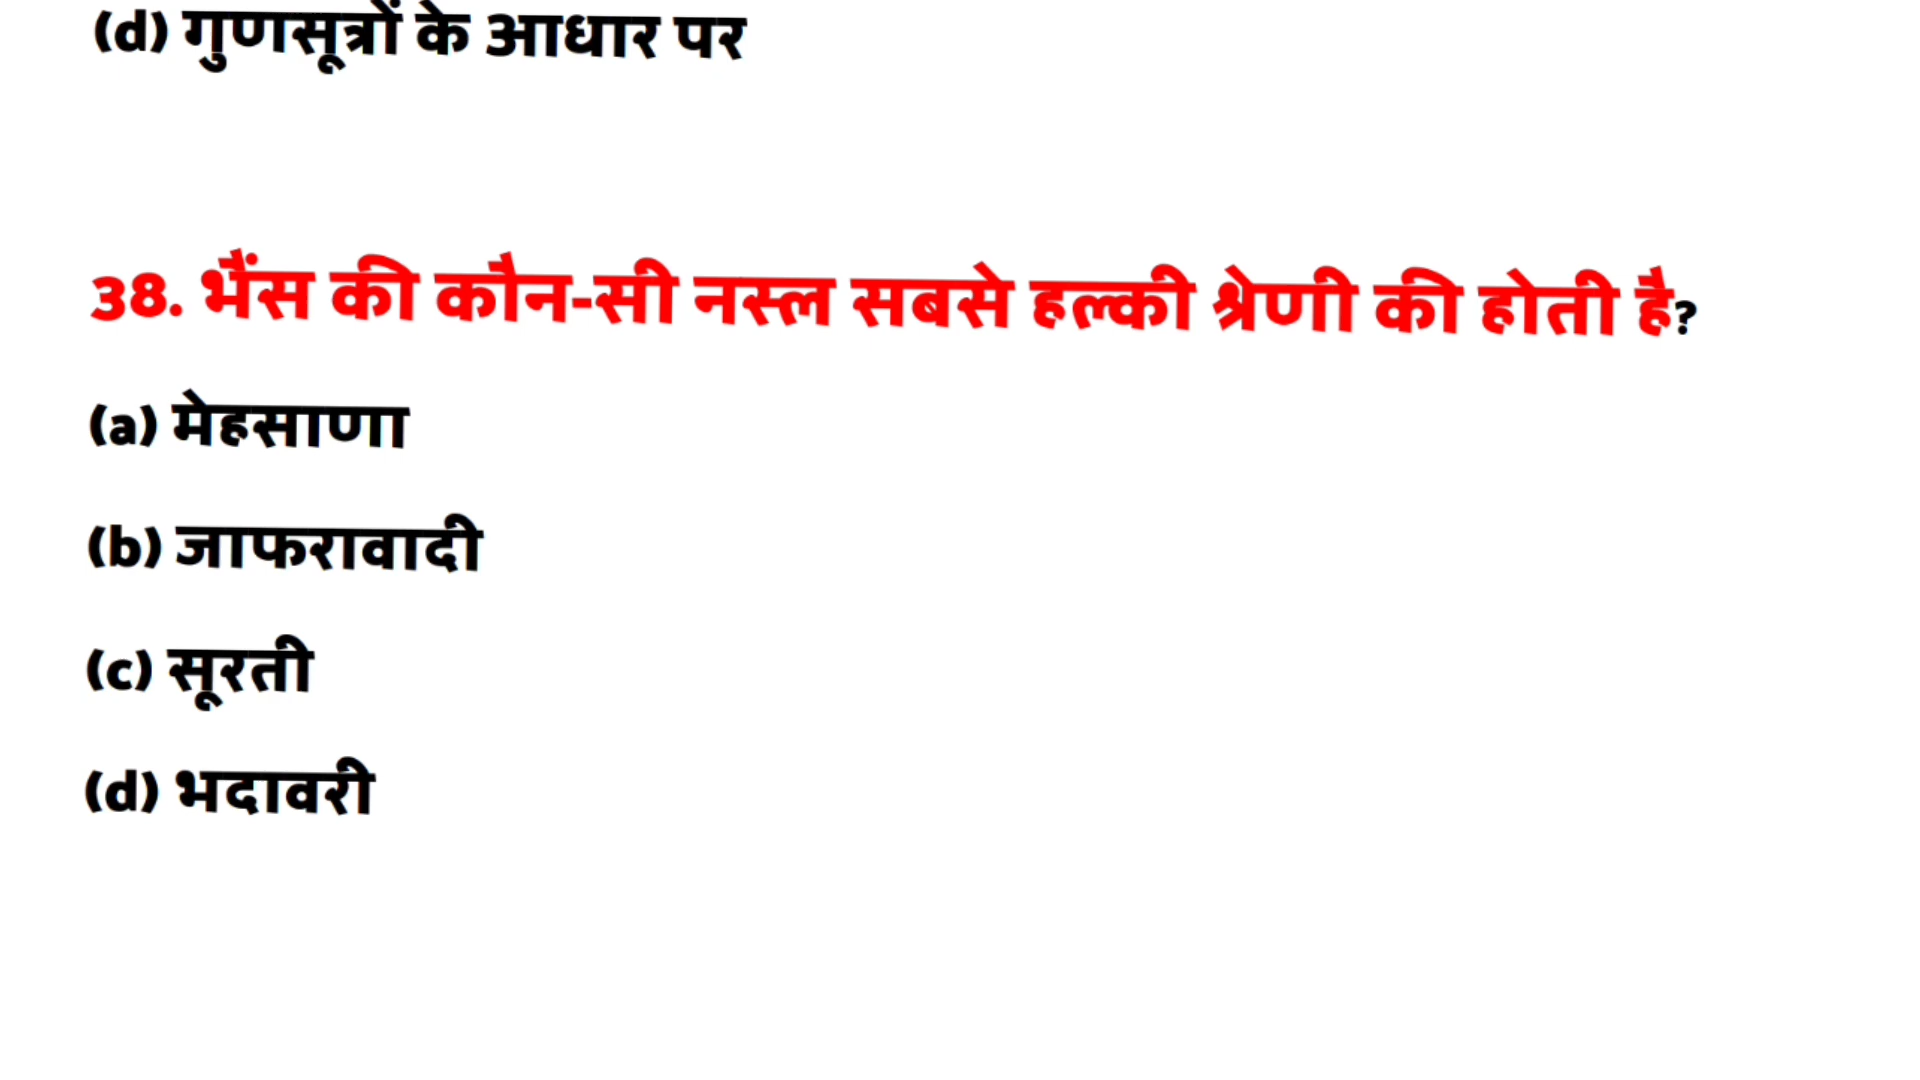 (d) गुणसूत्रों के आधार पर
38. भैंस की कौन-सी नस्ल सबसे हल्की श्रेणी की होती है?
(a) मेहसाणा
(b) जाफरावादी
(c) सूरती
(d) भदावरी